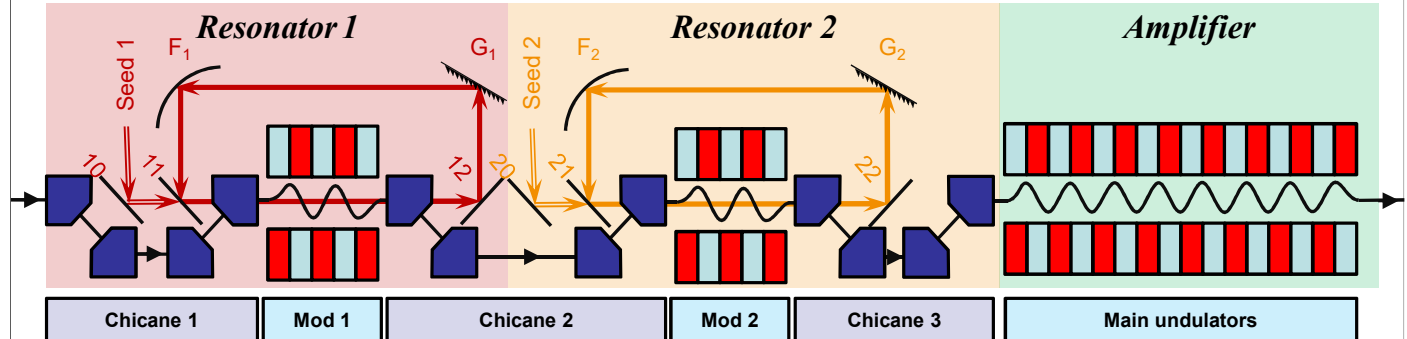 Resonator 1
Resonator 2
Amplifier
Seed 1
F1
G1
Seed 2
F2
G2
10
11
12
20
21
22
Chicane 1
Mod 1
Chicane 2
Mod 2
Chicane 3
Main undulators